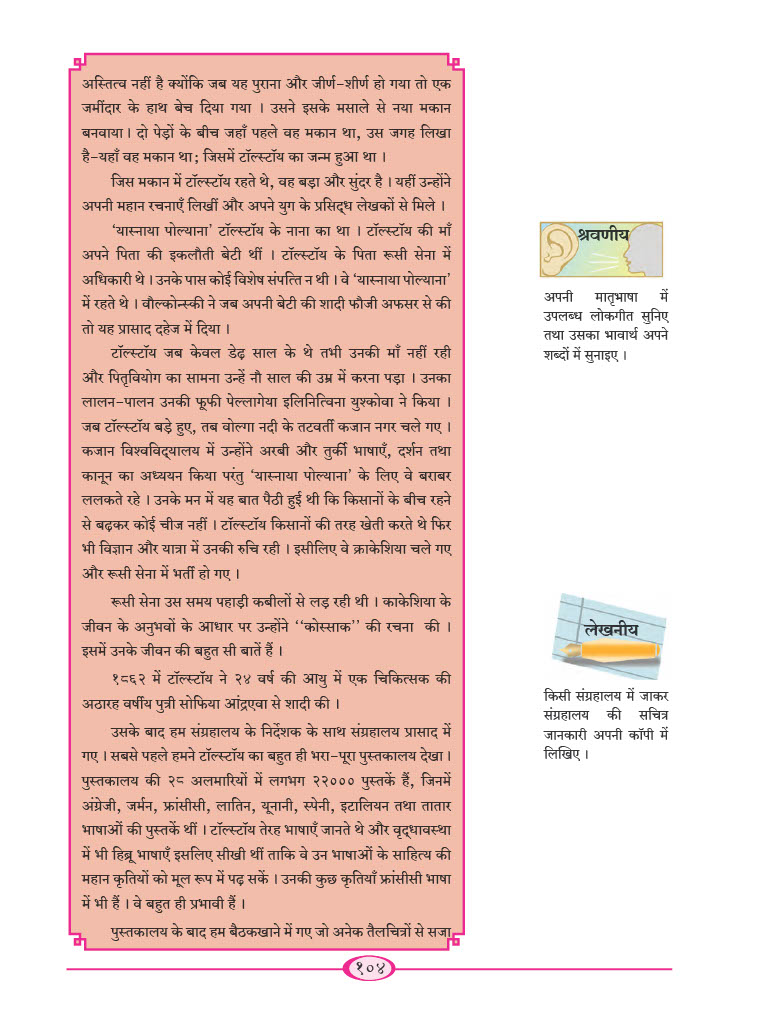 अस्तित्व नहीं है क्योंकि जब यह पुराना और जीर्ण-शीर्ण हो गया तो एक
जमींदार के हाथ बेच दिया गया । उसने इसके मसाले से नया मकान
बनवाया । दो पेड़ों के बीच जहाँ पहले वह मकान था, उस जगह लिखा
है-यहाँ वह मकान था; जिसमें टॉल्स्टॉय का जन्म हुआ था ।
जिस मकान में टॉल्स्टॉय रहते थे, वह बड़ा और सुंदर है । यहीं उन्होंने
अपनी महान रचनाएँ लिखीं और अपने युग के प्रसिद्ध लेखकों से मिले ।
‘यास्नाया पोल्याना’ टॉल्स्टॉय के नाना का था । टॉल्स्टॉय की माँ
अपने पिता की इकलौती बेटी थीं । टॉल्स्टॉय के पिता रूसी सेना में
अधिकारी थे । उनके पास कोई विशेष संपत्ति न थी । वे ‘यास्नाया पोल्याना’
में रहते थे । वौल्कोन्स्की ने जब अपनी बेटी की शादी फौजी अफसर से की
तो यह प्रासाद दहेज में दिया ।
टॉल्स्टॉय जब केवल डेढ़ साल के थे तभी उनकी माँ नहीं रही
और पितृवियोग का सामना उन्हें नौ साल की उम्र में करना पड़ा । उनका
लालन-पालन उनकी फूफी पेल्लागेया इलिनित्विना युश्कोवा ने किया ।
जब टॉल्स्टॉय बड़े हुए, तब वोल्गा नदी के तटवर्ती कजान नगर चले गए ।
कजान विश्वविद्यालय में उन्होंने अरबी और तुर्की भाषाएँ, दर्शन तथा
कानून का अध्ययन किया परंतु ‘यास्नाया पोल्याना’ के लिए वे बराबर
ललकते रहे । उनके मन में यह बात पैठी हुई थी कि किसानों के बीच रहने
से बढ़कर कोई चीज नहीं । टॉल्स्टॉय किसानों की तरह खेती करते थे फिर
भी विज्ञान और यात्रा में उनकी रुचि रही । इसीलिए वे क्राकेशिया चले गए
और रूसी सेना में भर्ती हो गए ।
रूसी सेना उस समय पहाड़ी कबीलों से लड़ रही थी । काकेशिया के
जीवन के अनुभवों के आधार पर उन्होंने ‘‘कोस्साक’’ की रचना की ।
इसमें उनके जीवन की बहुत सी बातें हैं ।
१८६२ में टॉल्स्टॉय ने २४ वर्ष की आयु में एक चिकित्सक की
अठारह वर्षीय पुत्री सोफिया आंद्रएवा से शादी की ।
उसके बाद हम संग्रहालय के निर्देशक के साथ संग्रहालय प्रासाद में
गए । सबसे पहले हमने टॉल्स्टॉय का बहुत ही भरा-पूरा पुस्तकालय देखा ।
पुस्तकालय की २८ अलमारियों में लगभग २२००० पुस्तकें हैं, जिनमें
अंग्रेजी, जर्मन, फ्रांसीसी, लातिन, यूनानी, स्पेनी, इटालियन तथा तातार
भाषाओं की पुस्तकें थीं । टॉल्स्टॉय तेरह भाषाएँ जानते थे और वृद्धावस्था
में भी हिब्रू भाषाएँ इसलिए सीखी थीं ताकि वे उन भाषाओं के साहित्य की
महान कृतियों को मूल रूप में पढ़ सकें । उनकी कुछ कृतियाँ फ्रांसीसी भाषा
में भी हैं । वे बहुत ही प्रभावी हैं ।
पुस्तकालय के बाद हम बैठकखाने में गए जो अनेक तैलचित्रों से सजा
श्रवणीय
अपनी मातृभाषा में
उपलब्ध लोकगीत सुनिए
तथा उसका भावार्थ अपने
शब्दों में सुनाइए ।
लेखनीय
किसी संग्रहालय में जाकर
संग्रहालय की सचित्र
जानकारी अपनी कॉपी में
लिखिए ।
१०४